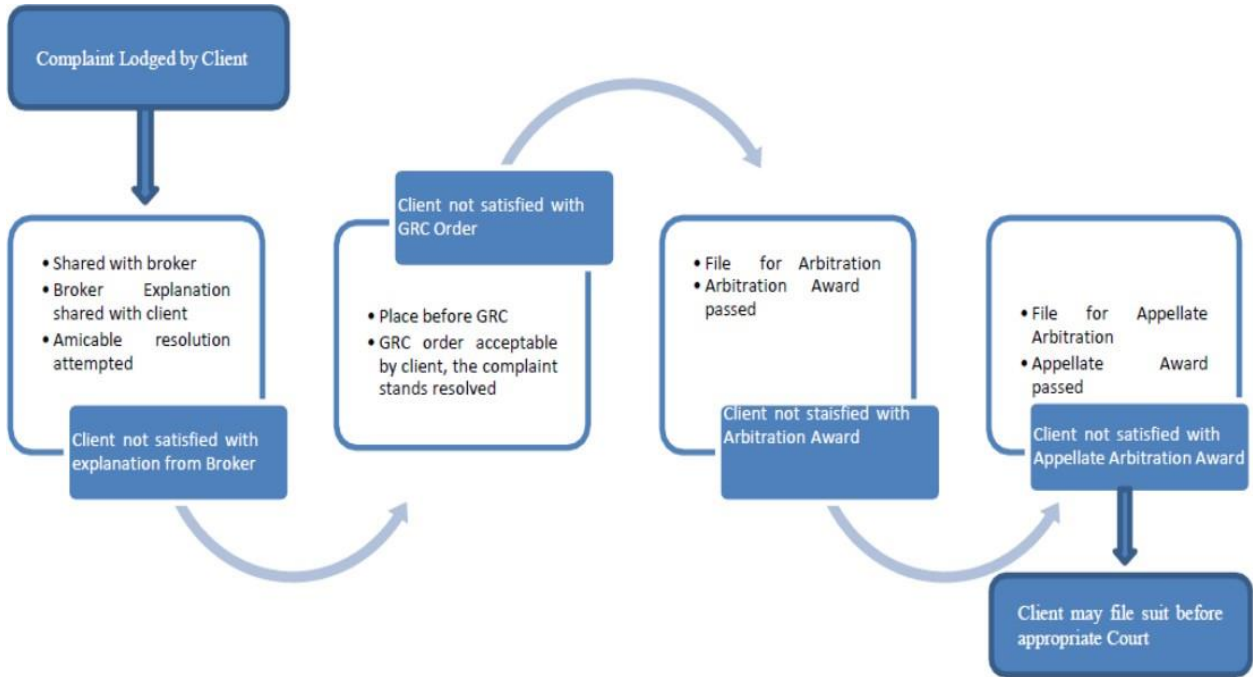 Complaint Lodged by Client
• Shared with broker
• Broker Explanation
shared with client
• Amicable resolution
attempted
Client not satisfied with
explanation from Broker
Client not satisfied with
GRC Order
• Place before GRC
• GRC order acceptable
by client, the complaint
stands resolved
• File for Arbitration
• Arbitration Award
passed
Client not staisfied with
Arbitration Award
• File for Appellate
Arbitration
• Appellate Award
passed
Client not satisfied with
Appellate Arbitration Award
Client may file suit before
appropriate Court